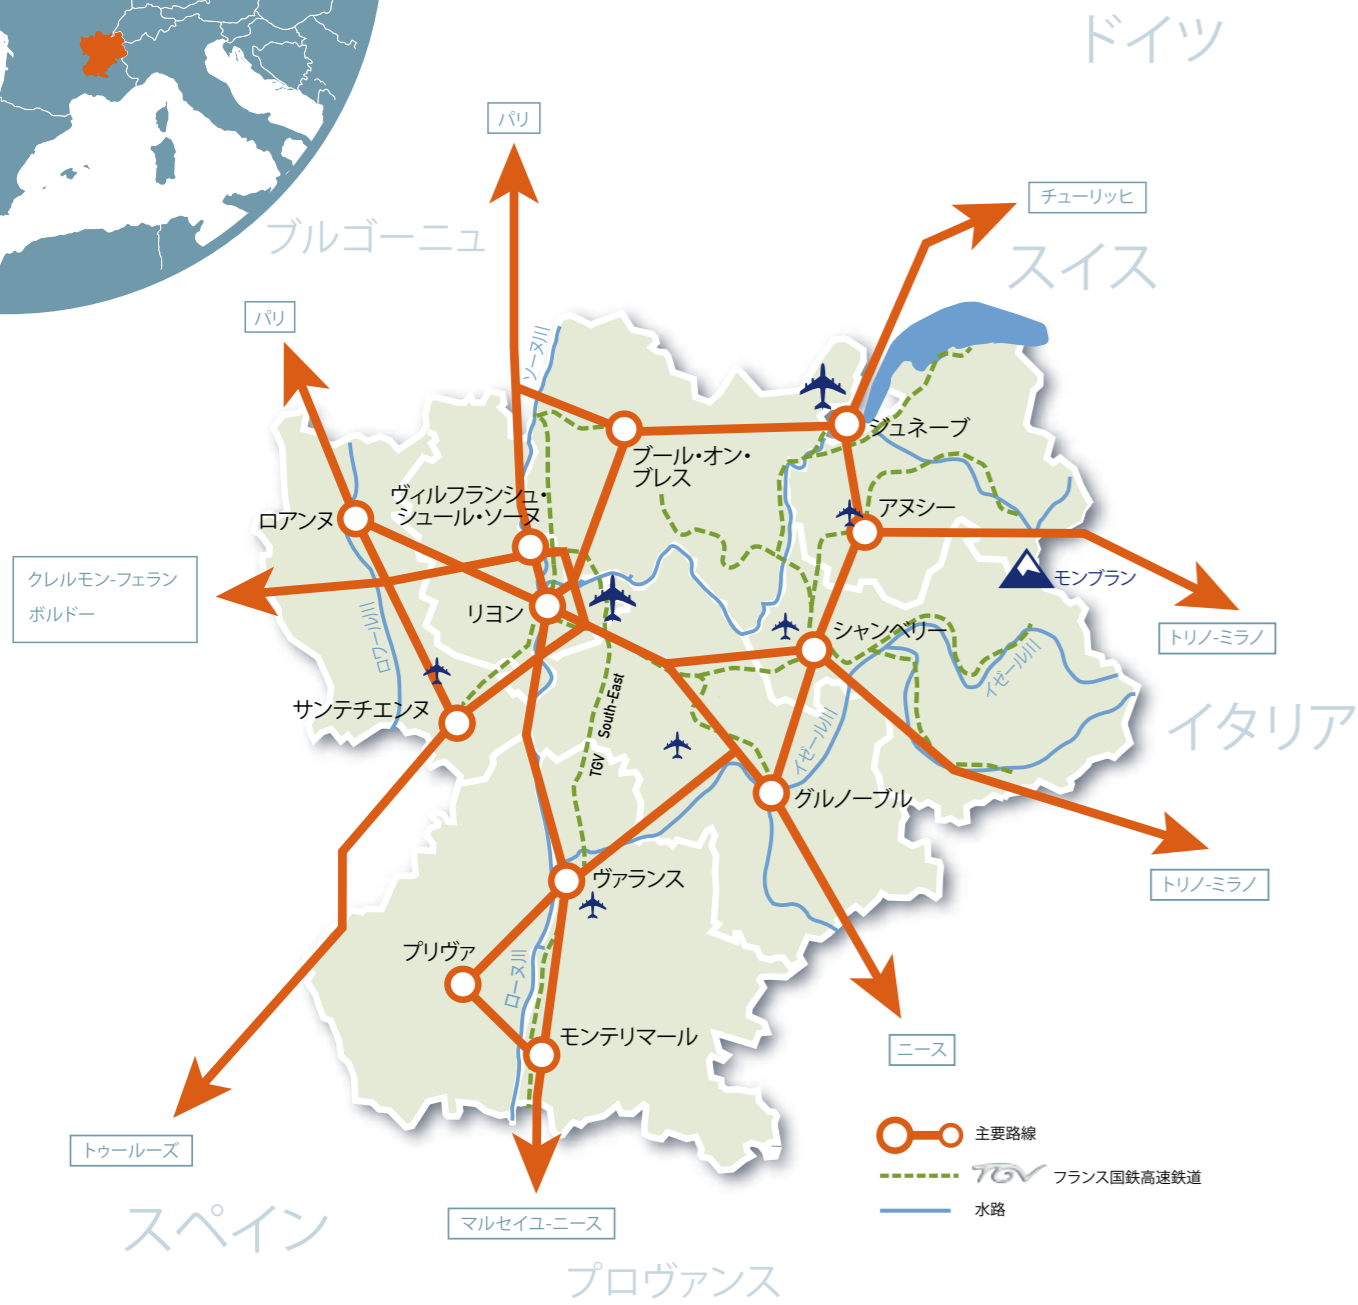 ドイツ
パリ
チューリッヒ
ブルゴーニュ
スイス
パリ
ソーヌ川
ジュネーブ
ブール・オン・
ブレス
ヴィルフランシュ・
シュール・ソーヌ
アヌシー
ロアンヌ
クレルモン-フェラン
ボルドー
モンブラン
リヨン
シャンベリー
トリノ-ミラノ
ロワール川
イゼール川
サンテチエンヌ
TGV South-East
イゼール川
イタリア
グルノーブル
ヴァランス
トリノ-ミラノ
プリヴァ
ローヌ川
モンテリマール
ニース
主要路線
トゥールーズ
TGV フランス国鉄高速鉄道
水路
スペイン
マルセイユ-ニース
プロヴァンス